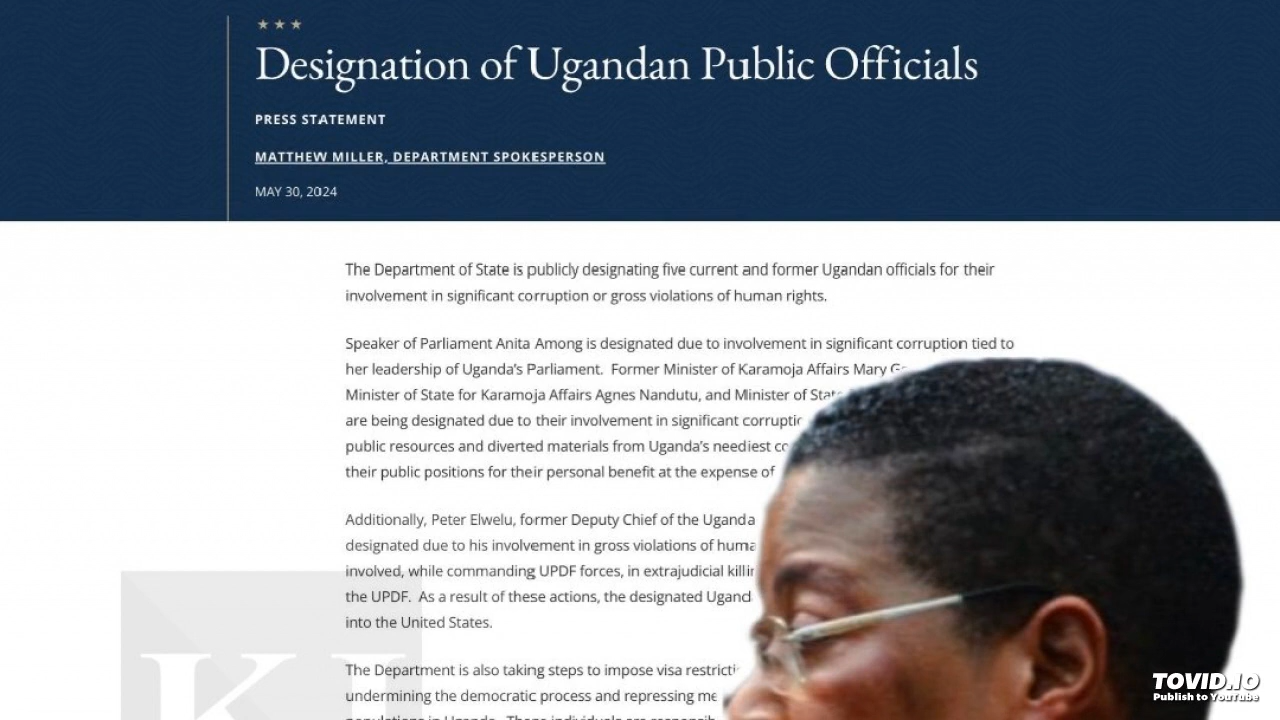 Designation of Ugandan Public Officials
PRESS STATEMENT
MATTHEW MILLER, DEPARTMENT SPOKESPERSON
MAY 30, 2024
The Department of State is publicly designating five current and former Ugandan officials for their
involvement in significant corruption or gross violations of human rights.
Speaker of Parliament Anita Among is designated due to involvement in significant corruption tied to
her leadership of Uganda's Parliament. Former Minister of Karamoja Affairs Mary
Minister of State for Karamoja Affairs Agnes Nandutu, and Minister of State
are being designated due to their involvement in significant
public resources and diverted materials from Uganda's neediest
their public positions for their personal benefit at the expense of
Additionally, Peter Elwelu, former Deputy Chief of the Uganda
designated due to his involvement in gross violations of
involved, while commanding UPDF forces, in extrajudicial
the UPDF. As a result of these actions, the designated
into the United States.
The Department is also taking steps to impose visa
undermining the democratic process and repressing
populations in Uganda. These individuals are
KI
TOVID.IO
Publish to YouTube